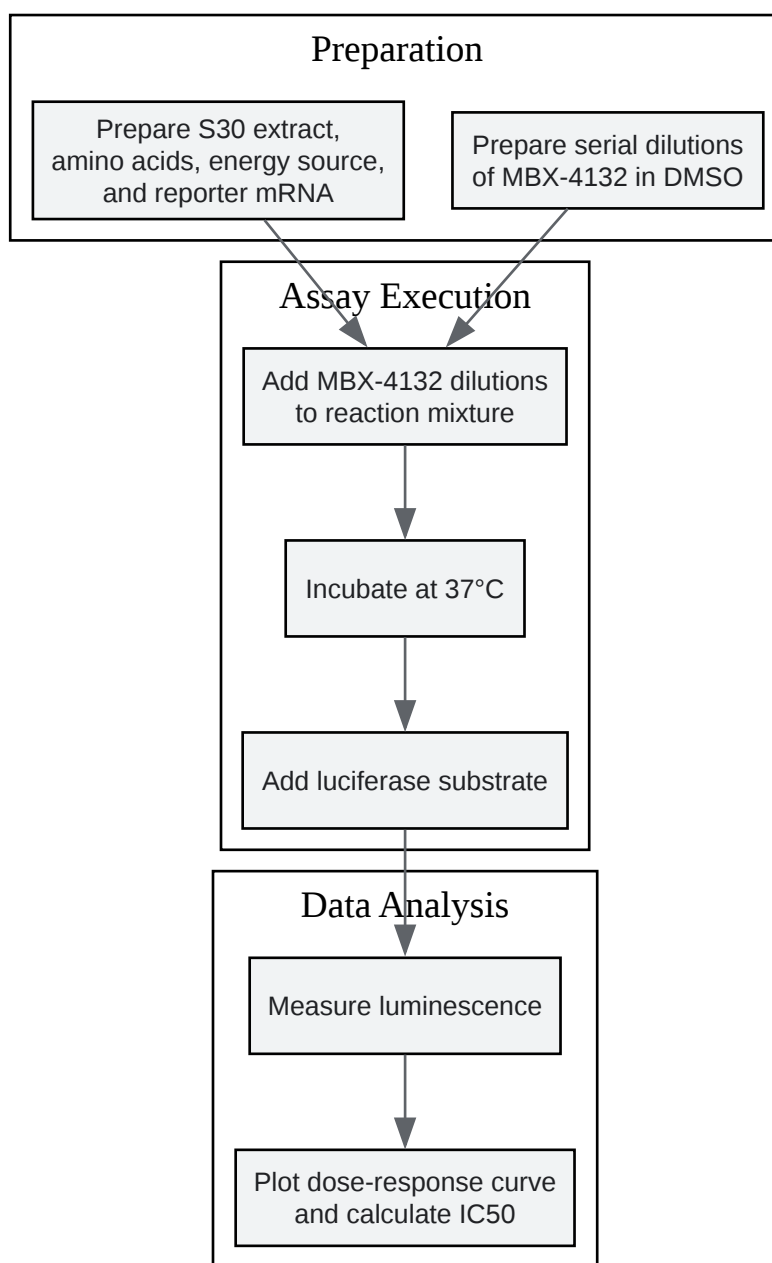 Preparation
Prepare S30 extract,
amino acids, energy source,
and reporter mRNA
Prepare serial dilutions
of MBX-4132 in DMSO
Assay Execution
Add MBX-4132 dilutions
to reaction mixture
Incubate at 37°C
Add luciferase substrate
Data Analysis
Measure luminescence
Plot dose-response curve
and calculate IC50